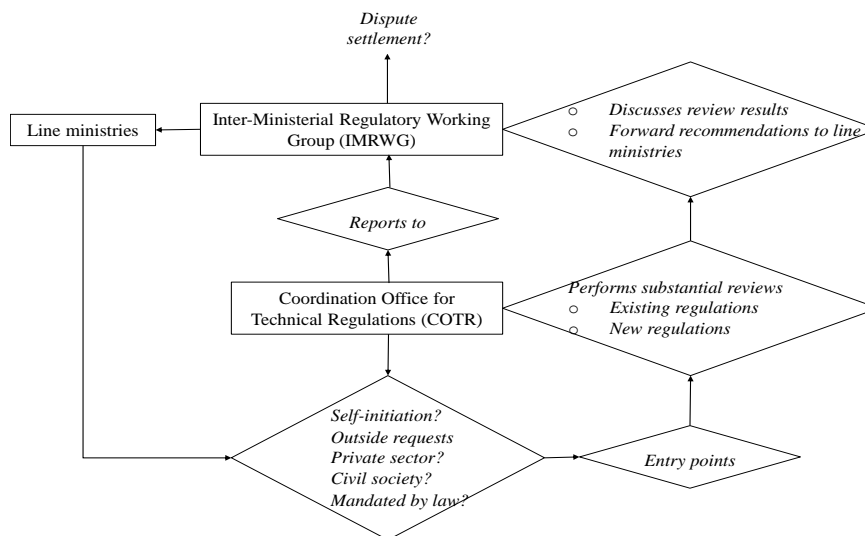 Dispute
settlement?
Inter-Ministerial Regulatory Working
Group (IMRWG)
Line ministries
Discusses review results
Forward recommendations to line
ministries
Reports to
Coordination Office for
Technical Regulations (COTR)
Performs substantial reviews
Existing regulations
New regulations
Self-initiation?
Outside requests
Private sector?
Civil society?
Mandated by law?
Entry points